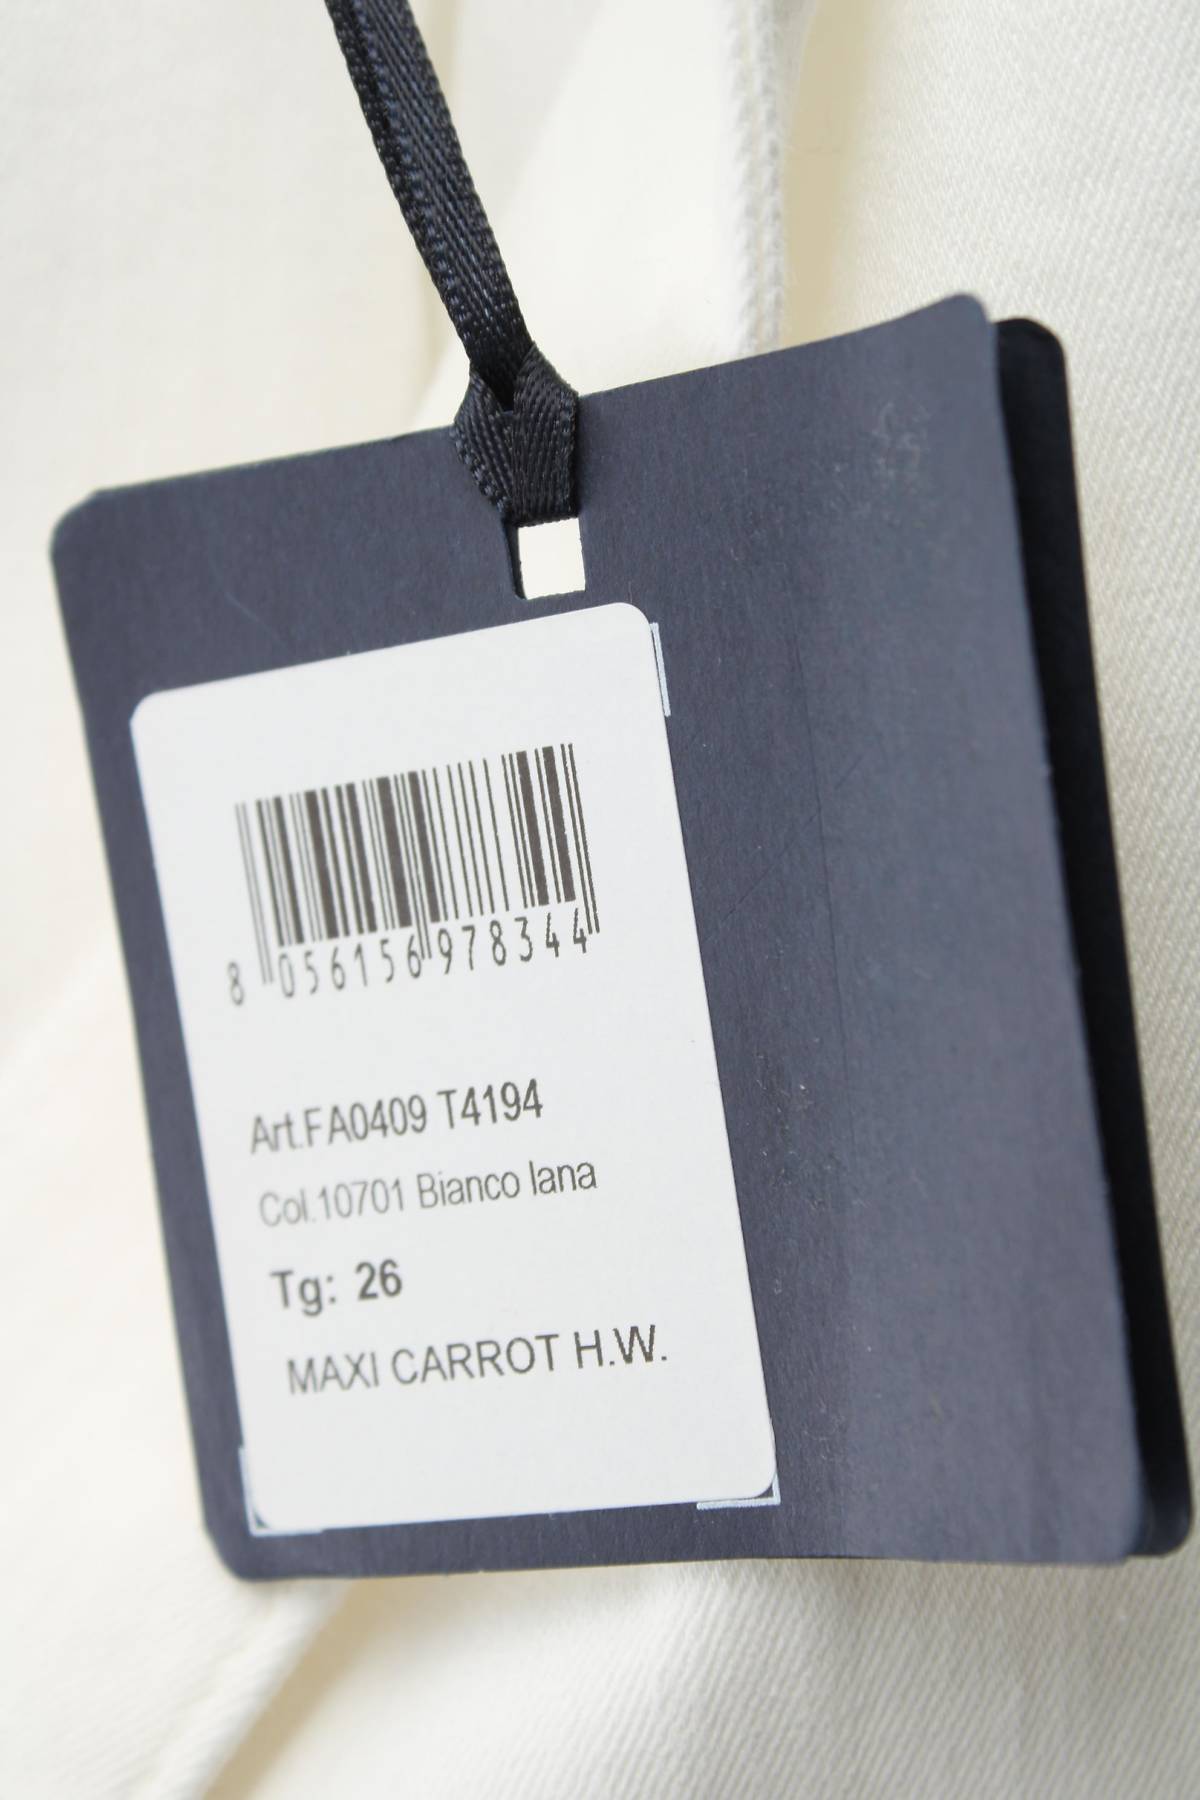 8 056156 978344
Art.FA0409 T4194
Col.10701 Bianco lana
Tg: 26
MAXI CARROT H.W.